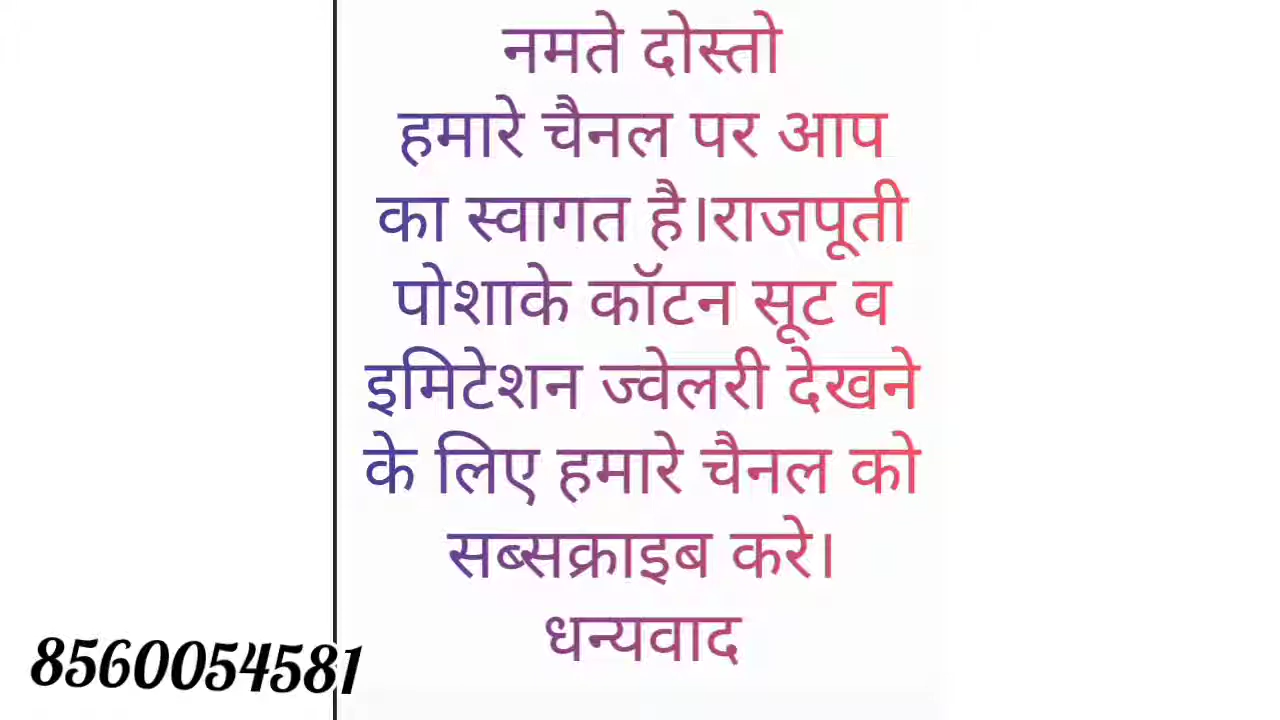 नमते दोस्तो
हमारे चैनल पर आप
का स्वागत है।राजपूती
पोशाके कॉटन सूट व
इमिटेशन ज्वेलरी देखने
के लिए हमारे चैनल को
सब्सक्राइब करे।
धन्यवाद
8560054581